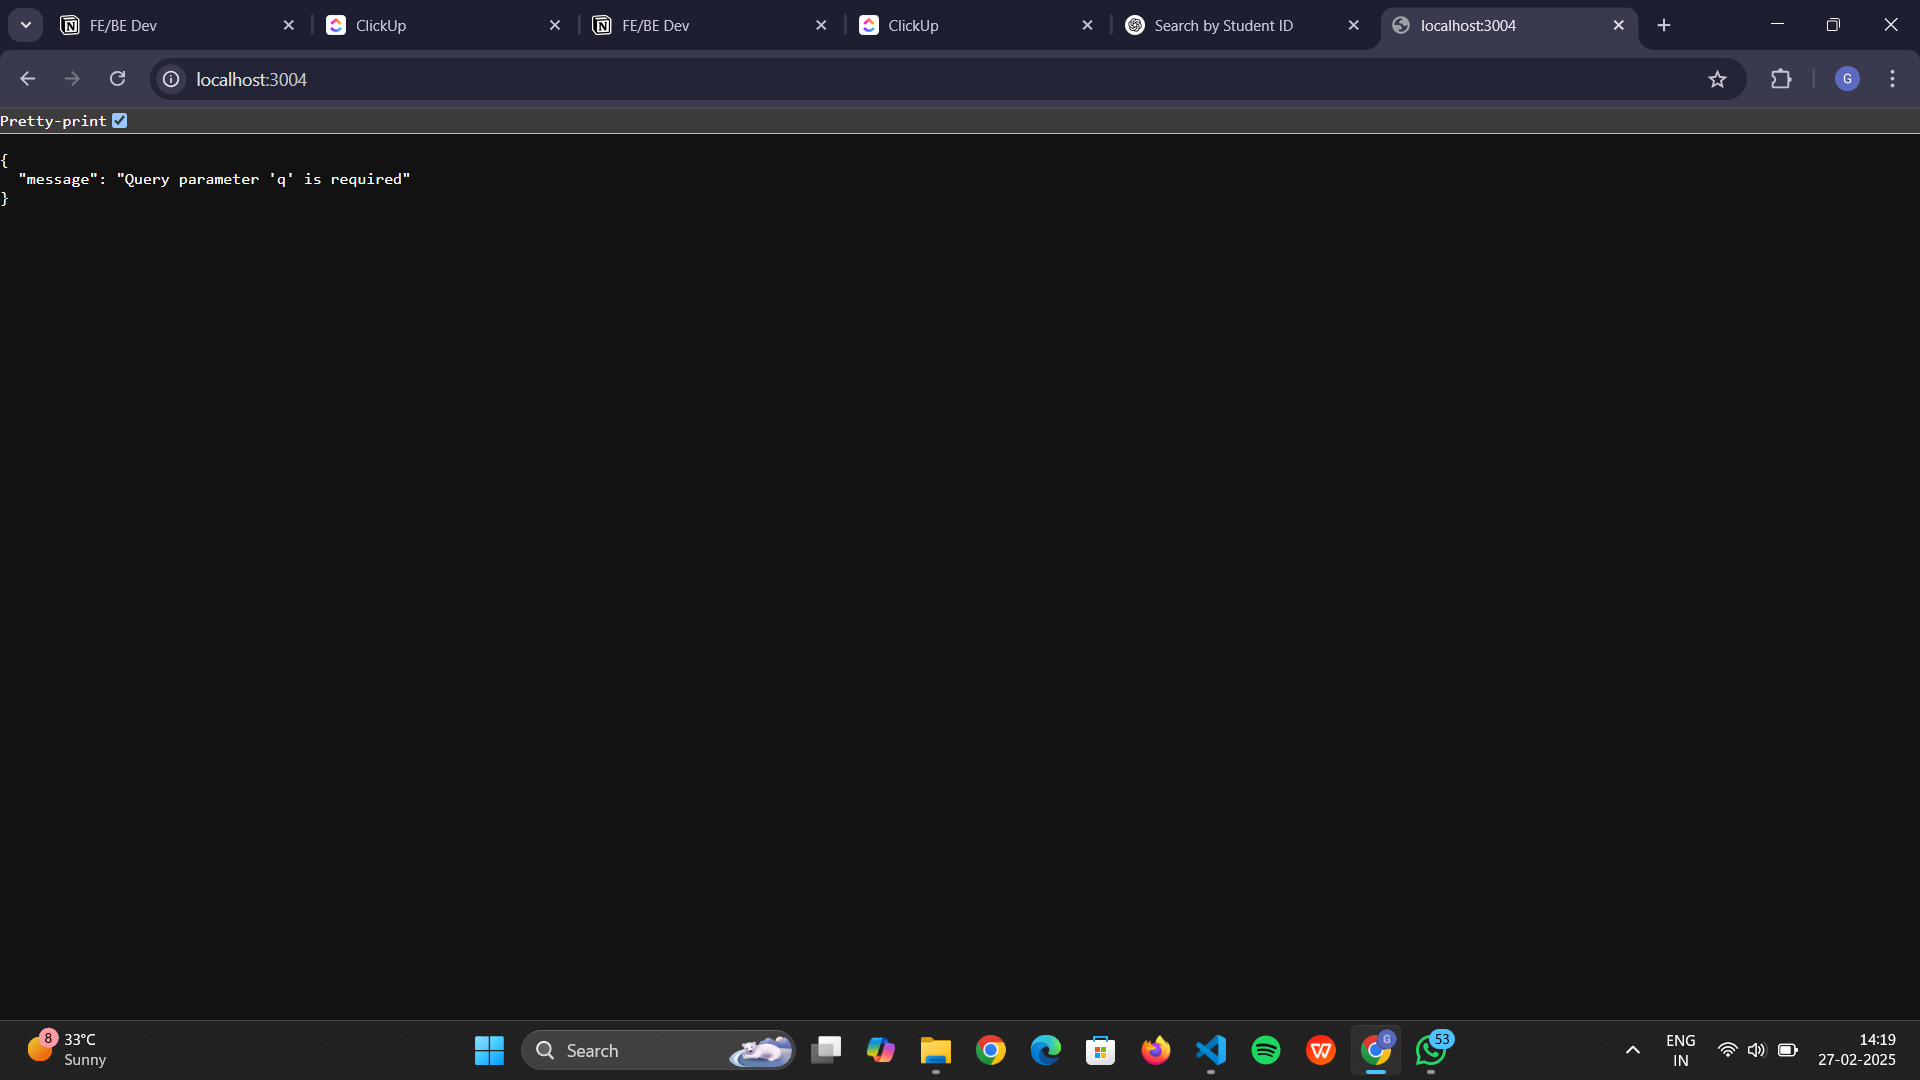 FE/BE Dev
ClickUp
FE/BE Dev
ClickUp
Search by Student ID
localhost:3004
localhost:3004
G
Pretty-print
{
  "message": "Query parameter 'q' is required"
}
8
33°C
Sunny
Search
G
53
ENG
IN
14:19
27-02-2025